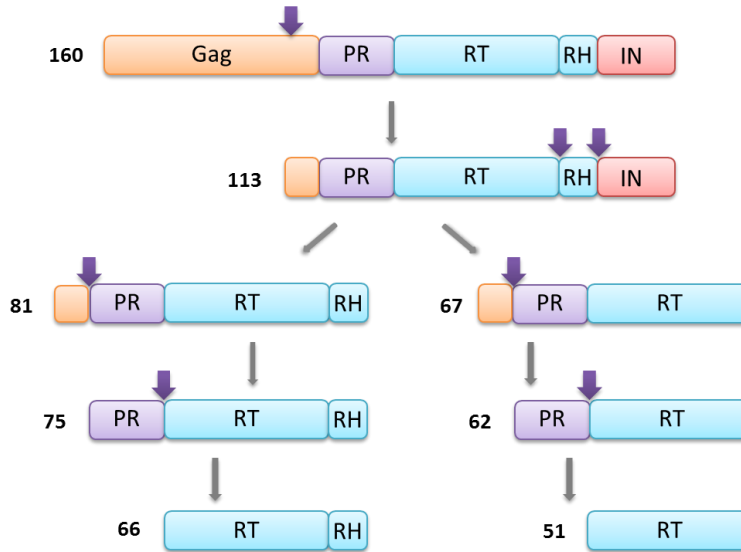 160 Gag PR RT RH IN
113 PR RT RH IN
81 PR RT RH 67 PR RT
75 PR RT RH 62 PR RT
66 RT RH 51 RT